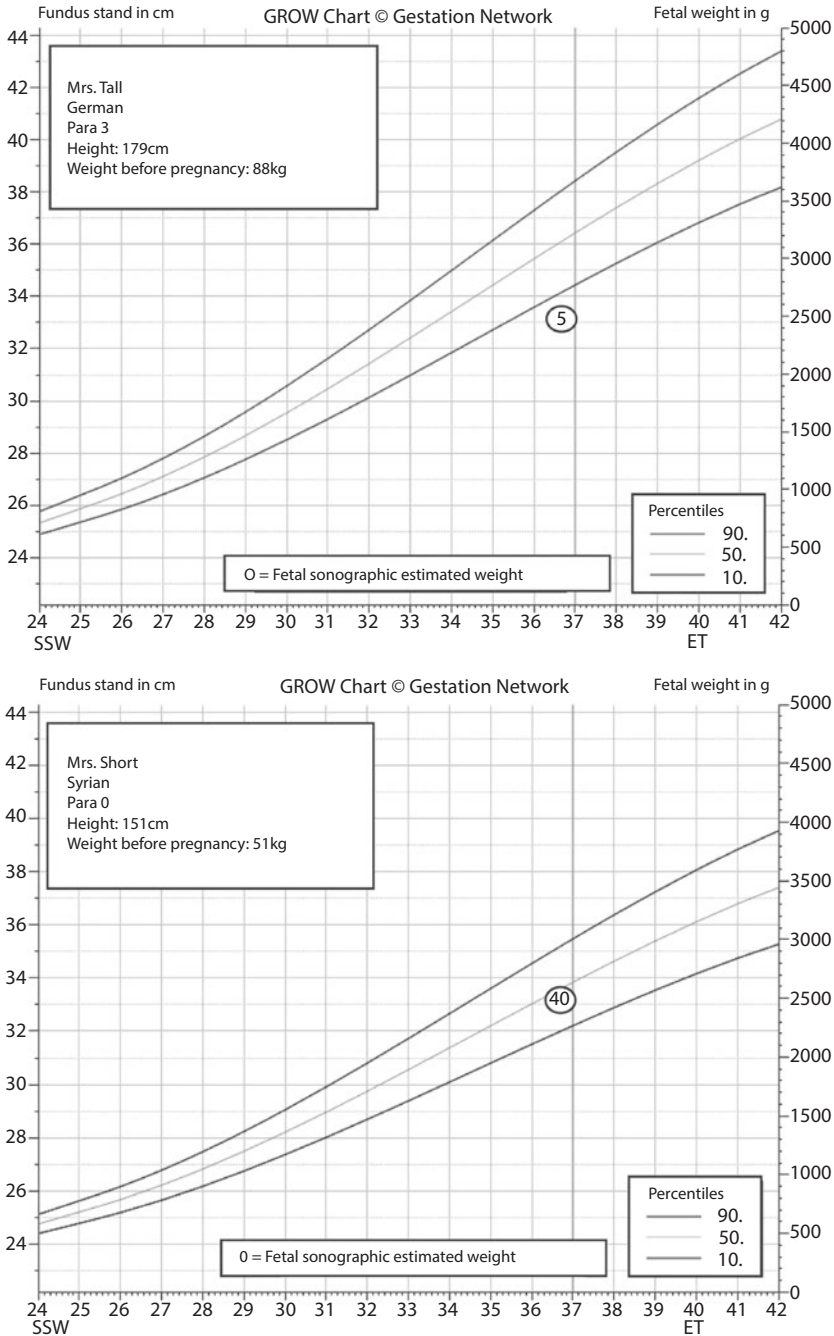 Fundus stand in cm GROW Chart © Gestation Network Fetal weight in g
Mrs. Tall
German
Para 3
Height: 179cm
Weight before pregnancy: 88kg
44
42
40
38
36
34
32
30
28
26
24
5000
4500
4000
3500
3000
2500
2000
1500
1000
500
0
5
Percentiles
90.
50.
10.
O = Fetal sonographic estimated weight
24 25 26 27 28 29 30 31 32 33 34 35 36 37 38 39 40 41 42
SSW ET
Fundus stand in cm GROW Chart © Gestation Network Fetal weight in g
Mrs. Short
Syrian
Para 0
Height: 151cm
Weight before pregnancy: 51kg
44
42
40
38
36
34
32
30
28
26
24
5000
4500
4000
3500
3000
2500
2000
1500
1000
500
0
40
Percentiles
90.
50.
10.
0 = Fetal sonographic estimated weight
24 25 26 27 28 29 30 31 32 33 34 35 36 37 38 39 40 41 42
SSW ET